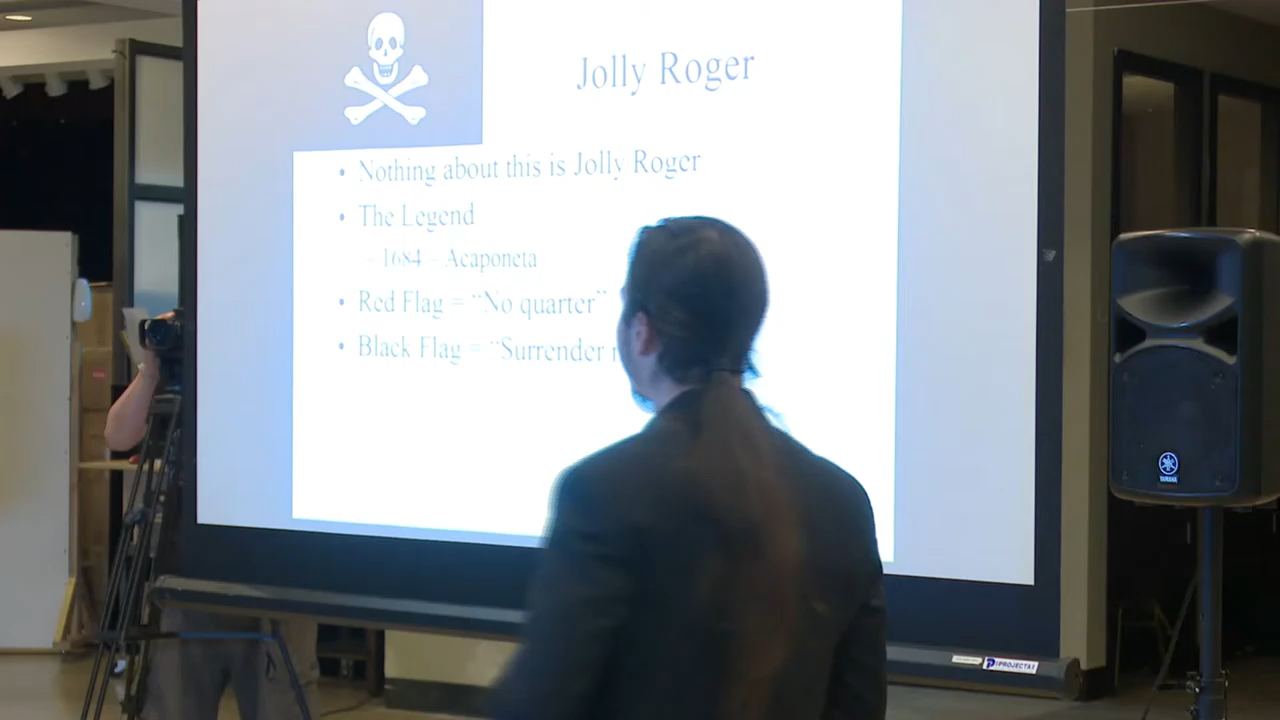 Jolly Roger
• Nothing about this is Jolly Roger
• The Legend
– 1684 – Acaponeta
• Red Flag = “No quarter”
• Black Flag = “Surrender
YAMAHA
PROJECTA